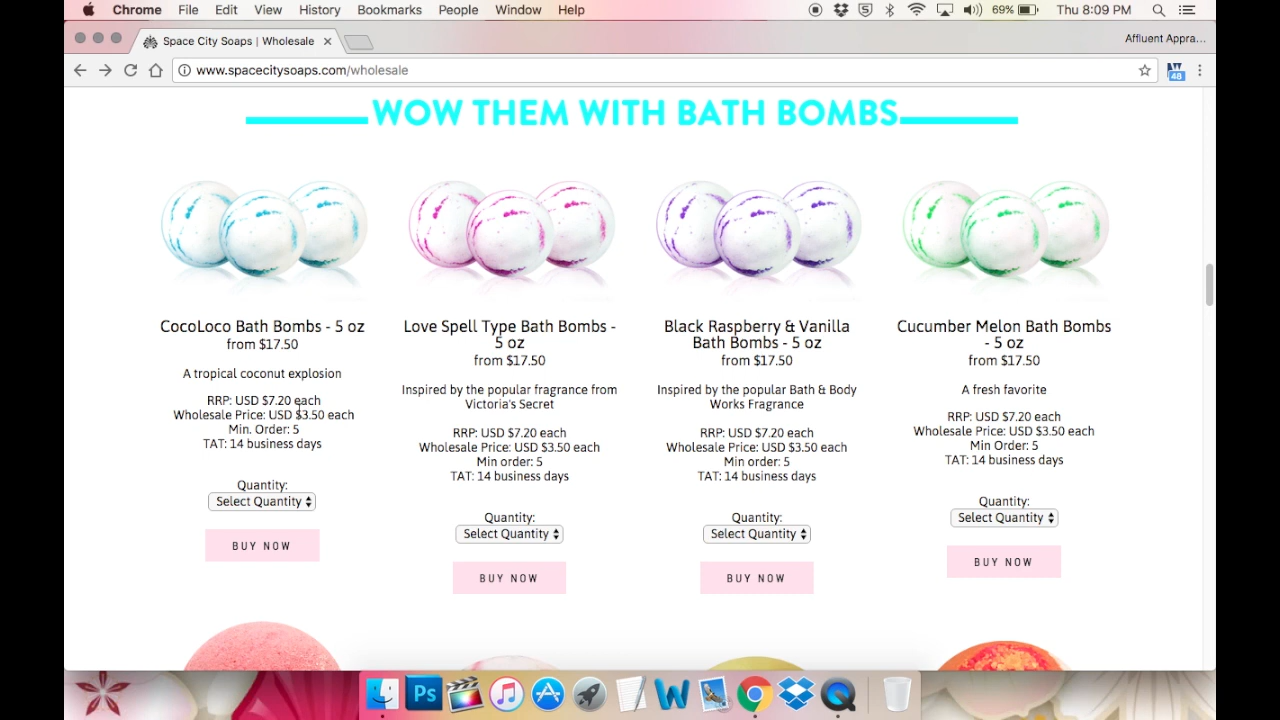 Chrome File Edit View History Bookmarks People Window Help 69% Thu 8:09 PM
Space City Soaps | Wholesale Affluent Appra...
www.spacecitysoaps.com/wholesale 48
WOW THEM WITH BATH BOMBS
CocoLoco Bath Bombs - 5 oz
from $17.50
A tropical coconut explosion
RRP: USD $7.20 each
Wholesale Price: USD $3.50 each
Min. Order: 5
TAT: 14 business days
Quantity:
Select Quantity
BUY NOW
Love Spell Type Bath Bombs -
5 oz
from $17.50
Inspired by the popular fragrance from
Victoria's Secret
RRP: USD $7.20 each
Wholesale Price: USD $3.50 each
Min order: 5
TAT: 14 business days
Quantity:
Select Quantity
BUY NOW
Black Raspberry & Vanilla
Bath Bombs - 5 oz
from $17.50
Inspired by the popular Bath & Body
Works Fragrance
RRP: USD $7.20 each
Wholesale Price: USD $3.50 each
Min order: 5
TAT: 14 business days
Quantity:
Select Quantity
BUY NOW
Cucumber Melon Bath Bombs
- 5 oz
from $17.50
A fresh favorite
RRP: USD $7.20 each
Wholesale Price: USD $3.50 each
Min Order: 5
TAT: 14 business days
Quantity:
Select Quantity
BUY NOW
Ps
W